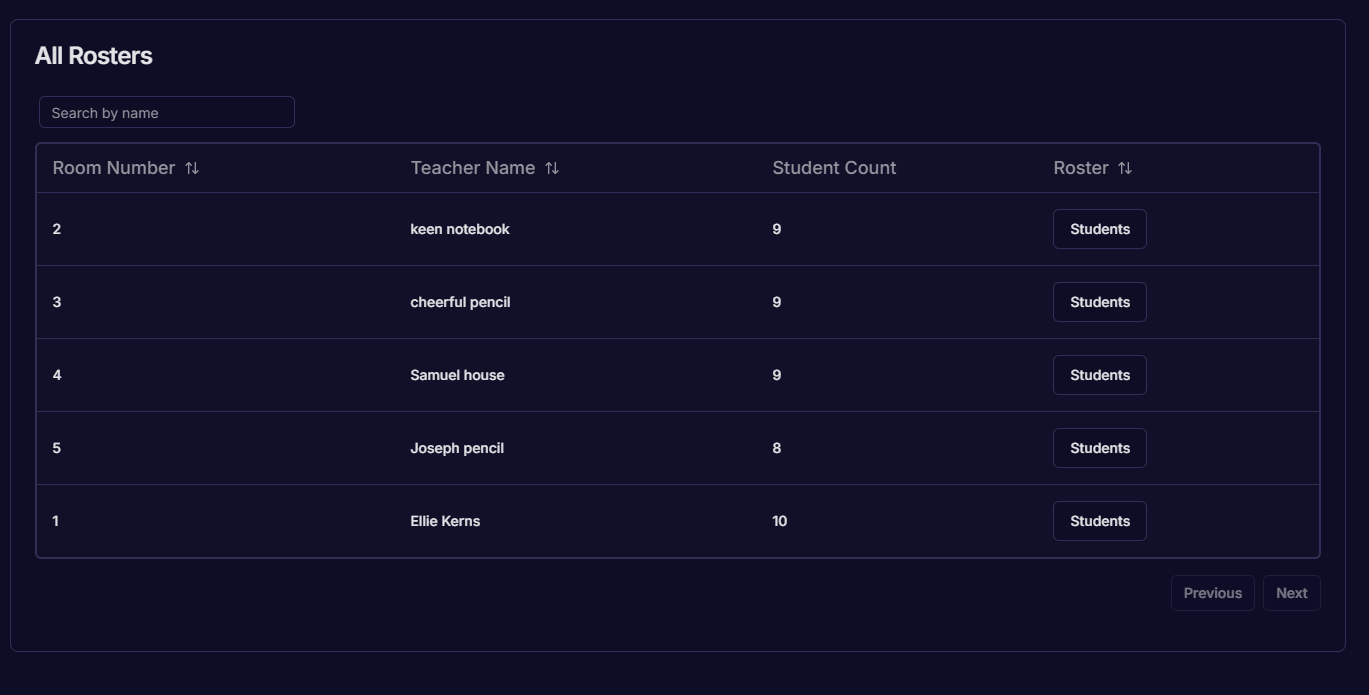 All Rosters
Search by name
Room Number Teacher Name Student Count Roster
2 keen notebook 9 Students
3 cheerful pencil 9 Students
4 Samuel house 9 Students
5 Joseph pencil 8 Students
1 Ellie Kerns 10 Students
Previous Next